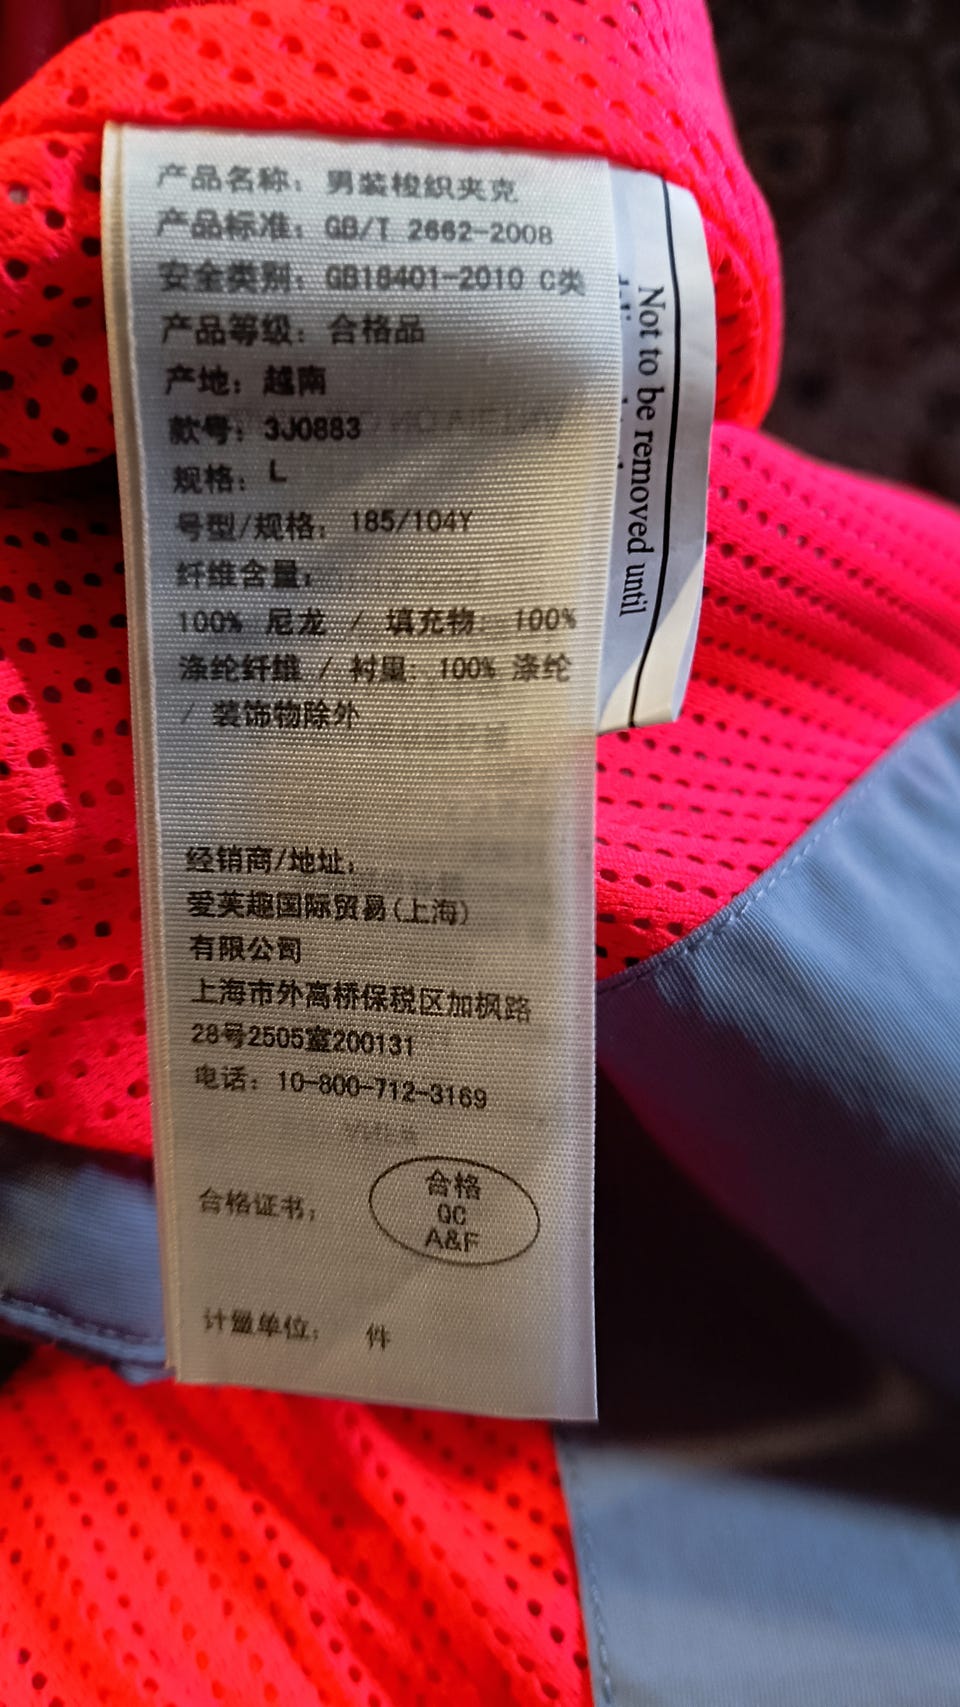 产品名称： 男装梭织夹克
产品标准： GB/T 2662-2008
安全类别： GB18401-2010 C类
产品等级： 合格品
产地： 越南
款号： 3J0883
规格： L
号型/规格： 185/104Y
纤维含量：
100% 尼龙 / 填充物： 100%
涤纶纤维 / 衬里： 100% 涤纶
/ 装饰物除外
经销商/地址：
爱芙趣国际贸易(上海)
有限公司
上海市外高桥保税区加枫路
28号2505室200131
电话： 10-800-712-3169
合格证书：
合格
QC
A&F
计量单位： 件
Not to be removed until